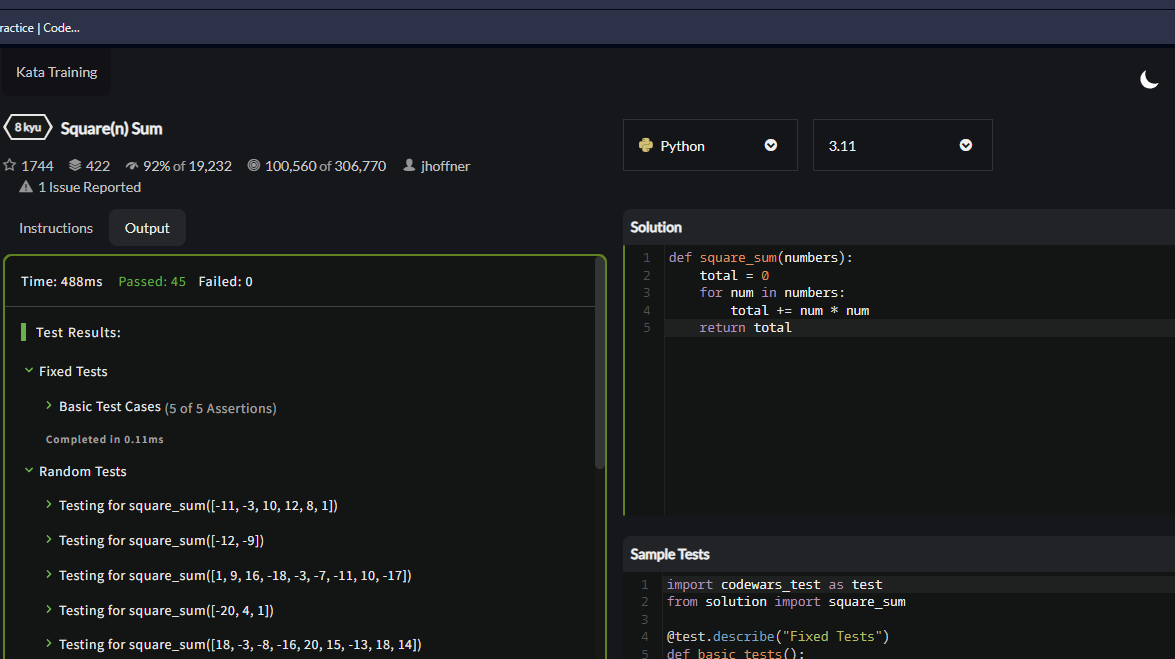 ractice | Code...
Kata Training
8 kyu Square(n) Sum
1744 422 92% of 19,232 100,560 of 306,770 jhoffner
1 Issue Reported
Instructions Output
Time: 488ms Passed: 45 Failed: 0
Test Results:
Fixed Tests
Basic Test Cases (5 of 5 Assertions)
Completed in 0.11ms
Random Tests
Testing for square_sum([-11, -3, 10, 12, 8, 1])
Testing for square_sum([-12, -9])
Testing for square_sum([1, 9, 16, -18, -3, -7, -11, 10, -17])
Testing for square_sum([-20, 4, 1])
Testing for square_sum([18, -3, -8, -16, 20, 15, -13, 18, 14])
Python 3.11
Solution
1 def square_sum(numbers):
2     total = 0
3     for num in numbers:
4         total += num * num
5     return total
Sample Tests
1 import codewars_test as test
2 from solution import square_sum
3
4 @test.describe("Fixed Tests")
5 def basic_tests():